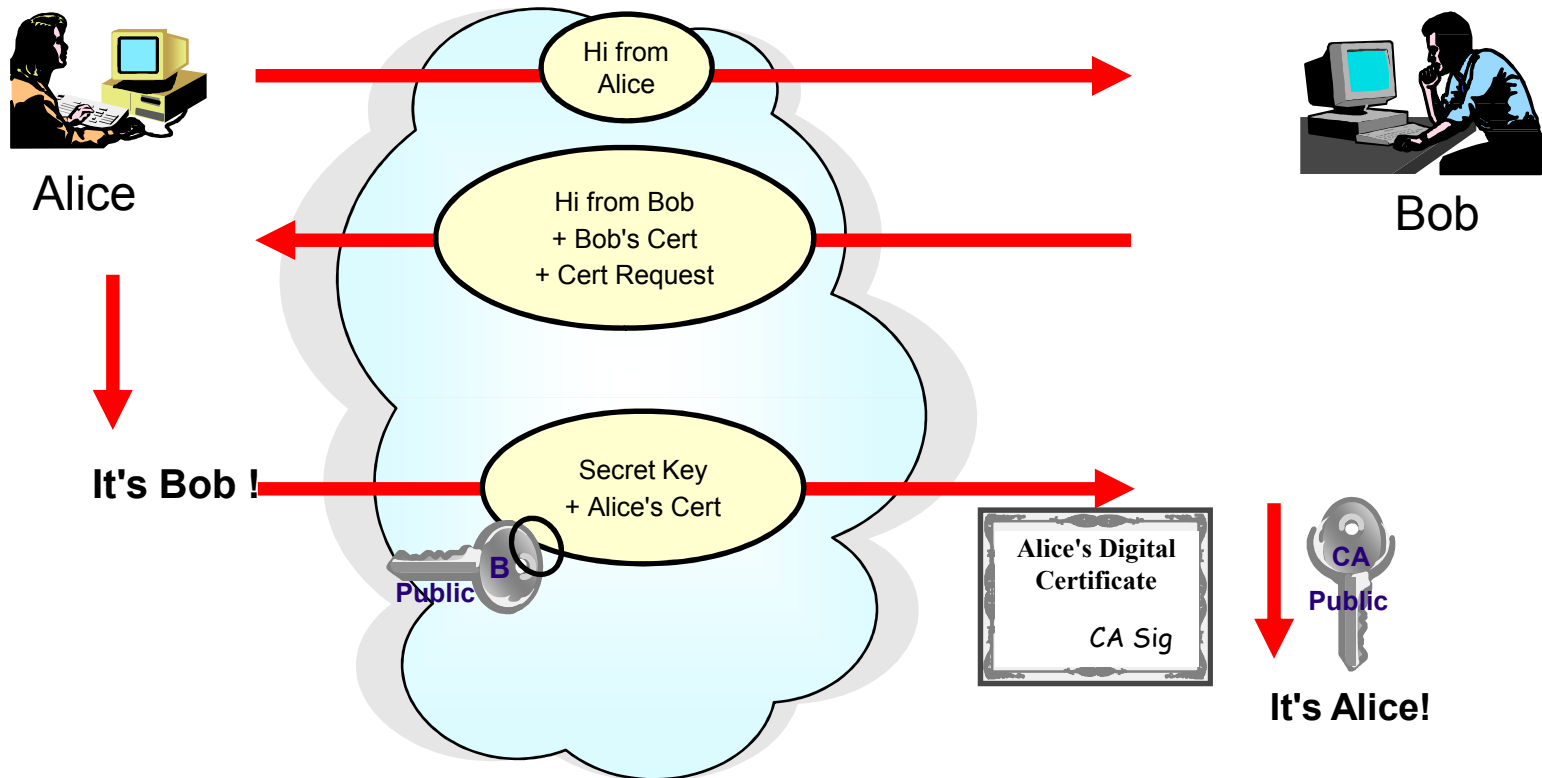 Hi from
Alice
Alice
Bob
Hi from Bob
+ Bob's Cert
+ Cert Request
It's Bob !
Secret Key
+ Alice's Cert
B
Public
Alice's Digital
Certificate
CA Sig
CA
Public
It's Alice!